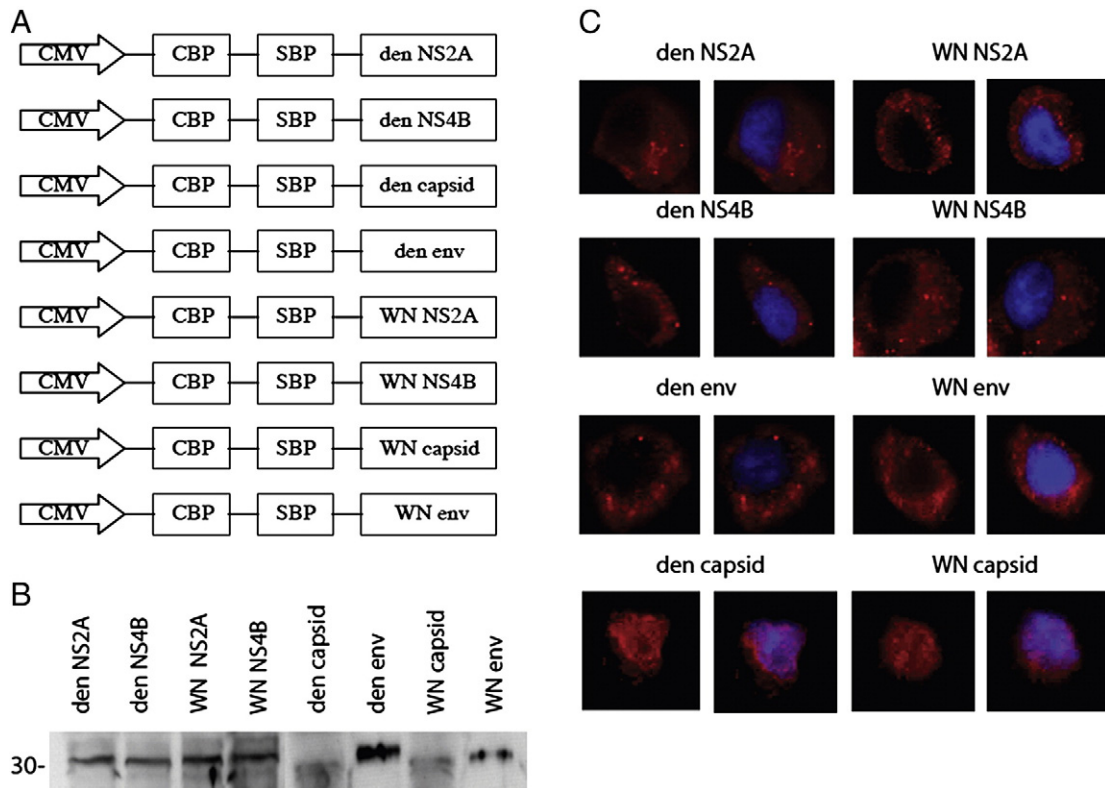 A
CMV CBP SBP den NS2A
CMV CBP SBP den NS4B
CMV CBP SBP den capsid
CMV CBP SBP den env
CMV CBP SBP WN NS2A
CMV CBP SBP WN NS4B
CMV CBP SBP WN capsid
CMV CBP SBP WN env
B
den NS2A
den NS4B
WN NS2A
WN NS4B
den capsid
den env
WN capsid
WN env
30-
C
den NS2A WN NS2A
den NS4B WN NS4B
den env WN env
den capsid WN capsid